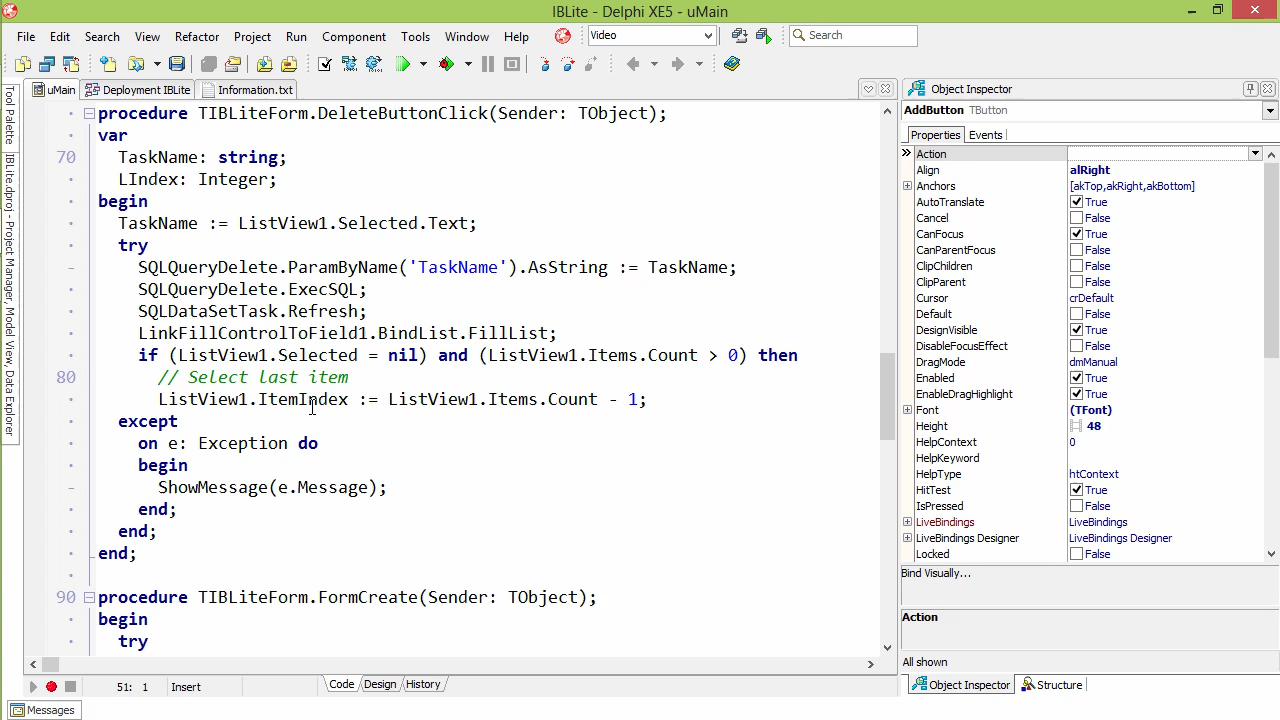 IBLite - Delphi XE5 - uMain
File Edit Search View Refactor Project Run Component Tools Window Help
Video
Search
uMain Deployment IBLite Information.txt
Tool Palette
IBLite.dproj - Project Manager, Model View, Data Explorer
procedure TIBLiteForm.DeleteButtonClick(Sender: TObject);
var
70 TaskName: string;
LIndex: Integer;
begin
TaskName := ListView1.Selected.Text;
try
SQLQueryDelete.ParamByName('TaskName').AsString := TaskName;
SQLQueryDelete.ExecSQL;
SQLDataSetTask.Refresh;
LinkFillControlToField1.BindList.FillList;
if (ListView1.Selected = nil) and (ListView1.Items.Count > 0) then
80 // Select last item
ListView1.ItemIndex := ListView1.Items.Count - 1;
except
on e: Exception do
begin
ShowMessage(e.Message);
end;
end;
end;
90 procedure TIBLiteForm.FormCreate(Sender: TObject);
begin
try
51: 1 Insert
Code Design History
Messages
Object Inspector
AddButton TButton
Properties Events
Action
Align alRight
Anchors [akTop,akRight,akBottom]
AutoTranslate True
Cancel False
CanFocus True
CanParentFocus False
ClipChildren False
ClipParent False
Cursor crDefault
Default False
DesignVisible True
DisableFocusEffect False
DragMode dmManual
Enabled True
EnableDragHighlight True
Font (TFont)
Height 48
HelpContext 0
HelpKeyword
HelpType htContext
HitTest True
IsPressed False
LiveBindings LiveBindings
LiveBindings Designer LiveBindings Designer
Locked False
Bind Visually...
Action
All shown
Object Inspector Structure